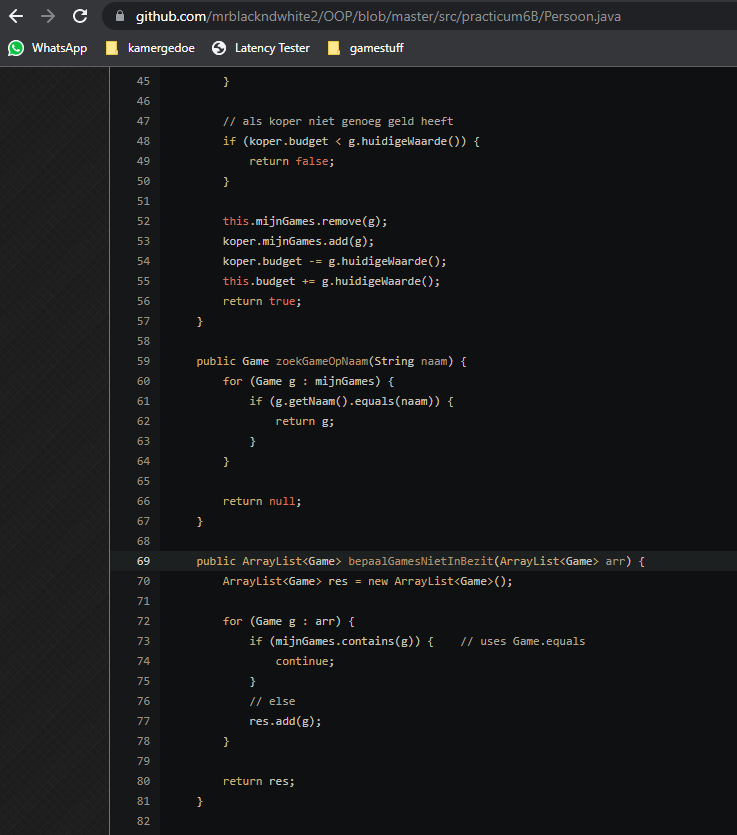 github.com/mrblackndwhite2/OOP/blob/master/src/practicum6B/Persoon.java
WhatsApp kamergedoe Latency Tester gamestuff
45 }
46
47 // als koper niet genoeg geld heeft
48 if (koper.budget < g.huidigeWaarde()) {
49 return false;
50 }
51
52 this.mijnGames.remove(g);
53 koper.mijnGames.add(g);
54 koper.budget -= g.huidigeWaarde();
55 this.budget += g.huidigeWaarde();
56 return true;
57 }
58
59 public Game zoekGameOpNaam(String naam) {
60 for (Game g : mijnGames) {
61 if (g.getNaam().equals(naam)) {
62 return g;
63 }
64 }
65
66 return null;
67 }
68
69 public ArrayList<Game> bepaalGamesNietInBezit(ArrayList<Game> arr) {
70 ArrayList<Game> res = new ArrayList<Game>();
71
72 for (Game g : arr) {
73 if (mijnGames.contains(g)) { // uses Game.equals
74 continue;
75 }
76 // else
77 res.add(g);
78 }
79
80 return res;
81 }
82